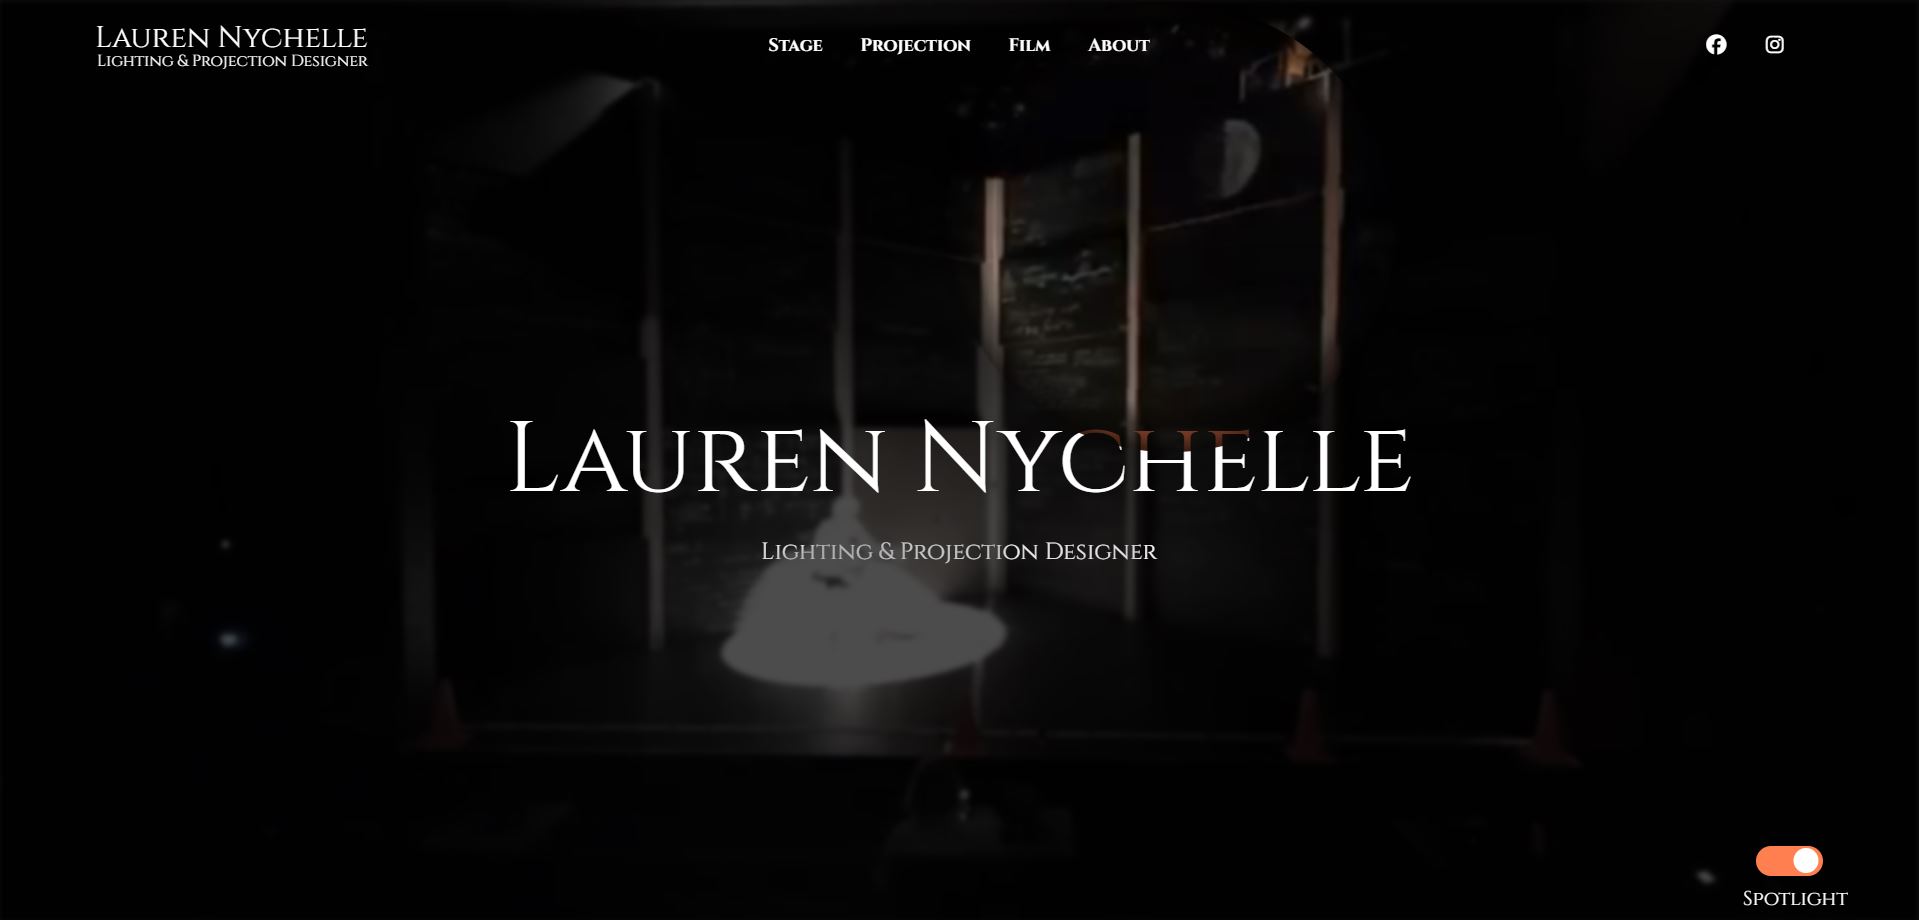 Lauren Nychelle
Lighting & Projection Designer
Stage Projection Film About
Lauren Nychelle
Lighting & Projection Designer
Spotlight